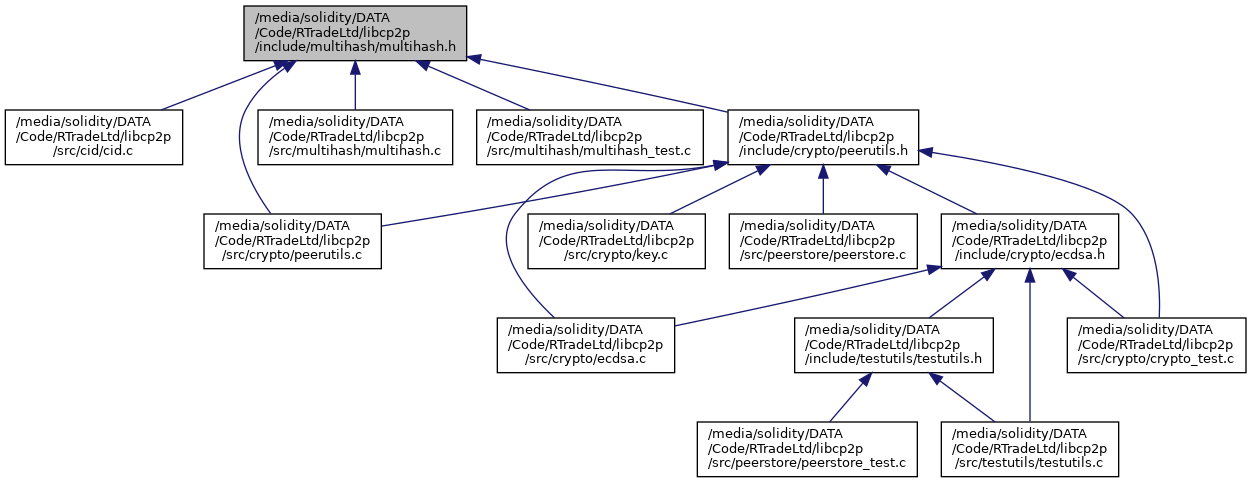 /media/solidity/DATA
/Code/RTradeLtd/libcp2p
/include/multihash/multihash.h
/media/solidity/DATA
/Code/RTradeLtd/libcp2p
/src/cid/cid.c
/media/solidity/DATA
/Code/RTradeLtd/libcp2p
/src/multihash/multihash.c
/media/solidity/DATA
/Code/RTradeLtd/libcp2p
/src/multihash/multihash_test.c
/media/solidity/DATA
/Code/RTradeLtd/libcp2p
/include/crypto/peerutils.h
/media/solidity/DATA
/Code/RTradeLtd/libcp2p
/src/crypto/peerutils.c
/media/solidity/DATA
/Code/RTradeLtd/libcp2p
/src/crypto/key.c
/media/solidity/DATA
/Code/RTradeLtd/libcp2p
/src/peerstore/peerstore.c
/media/solidity/DATA
/Code/RTradeLtd/libcp2p
/include/crypto/ecdsa.h
/media/solidity/DATA
/Code/RTradeLtd/libcp2p
/src/crypto/ecdsa.c
/media/solidity/DATA
/Code/RTradeLtd/libcp2p
/include/testutils/testutils.h
/media/solidity/DATA
/Code/RTradeLtd/libcp2p
/src/crypto/crypto_test.c
/media/solidity/DATA
/Code/RTradeLtd/libcp2p
/src/peerstore/peerstore_test.c
/media/solidity/DATA
/Code/RTradeLtd/libcp2p
/src/testutils/testutils.c